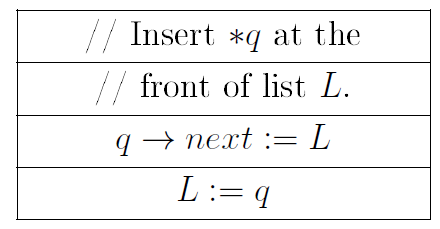 // Insert ∗q at the
// front of list L.
q → next := L
L := q